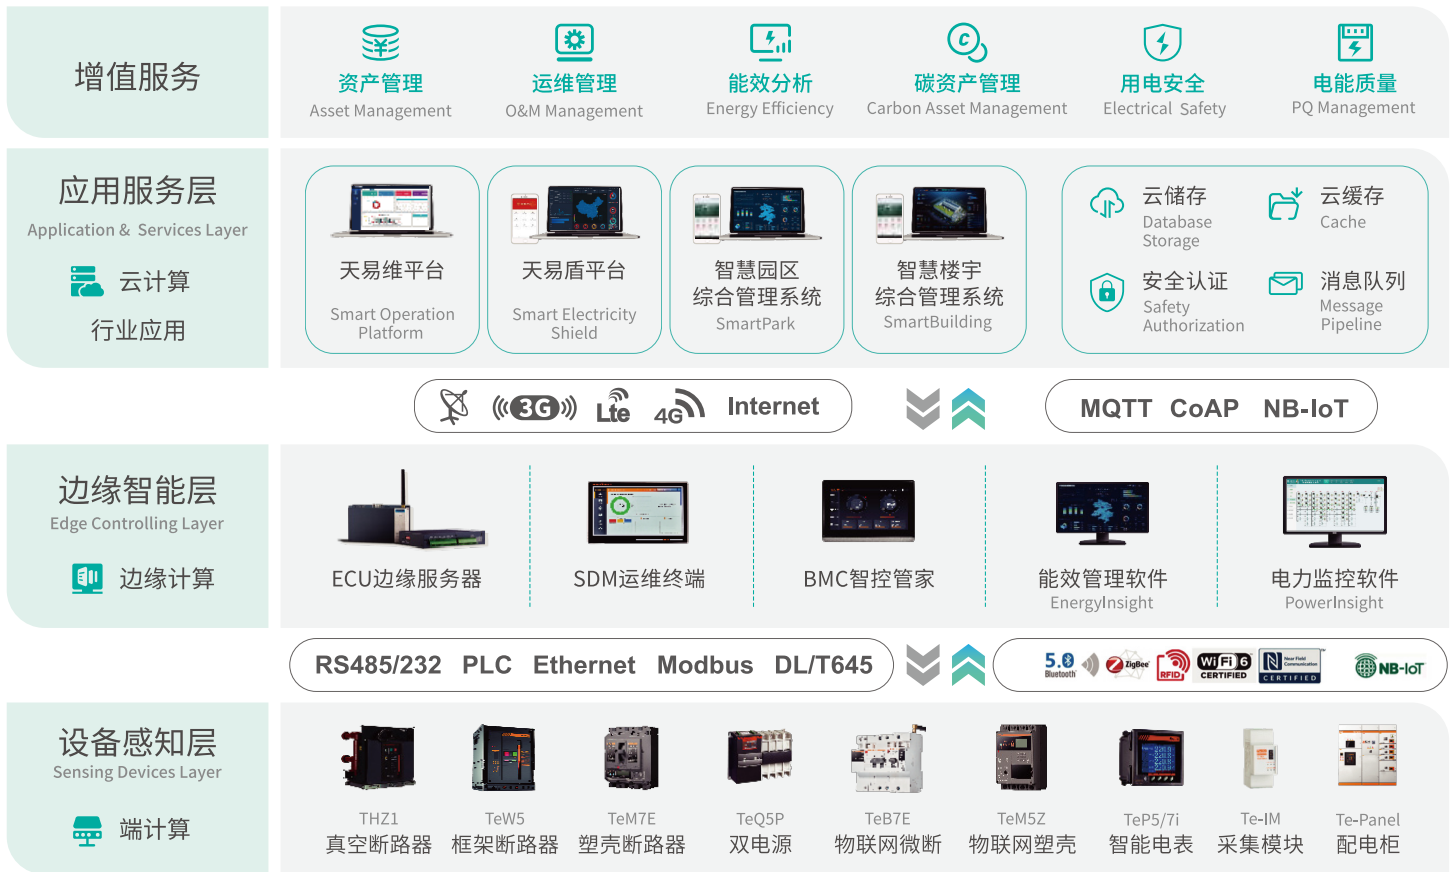 增值服务
资产管理
Asset Management
运维管理
O&M Management
能效分析
Energy Efficiency
碳资产管理
Carbon Asset Management
用电安全
Electrical Safety
电能质量
PQ Management
应用服务层
Application & Services Layer
云计算
行业应用
天易维平台
Smart Operation
Platform
天易盾平台
Smart Electricity
Shield
智慧园区
综合管理系统
SmartPark
智慧楼宇
综合管理系统
SmartBuilding
云储存
Database
Storage
云缓存
Cache
安全认证
Safety
Authorization
消息队列
Message
Pipeline
3G
Lte
4G
Internet
MQTT CoAP NB-IoT
边缘智能层
Edge Controlling Layer
边缘计算
ECU边缘服务器
SDM运维终端
BMC智控管家
能效管理软件
EnergyInsight
电力监控软件
PowerInsight
RS485/232 PLC Ethernet Modbus DL/T645
5.0
Bluetooth
ZigBee
RFID
WiFi 6
CERTIFIED
Near Field
Communication
CERTIFIED
NB-IoT
设备感知层
Sensing Devices Layer
端计算
THZ1
真空断路器
TeW5
框架断路器
TeM7E
塑壳断路器
TeQ5P
双电源
TeB7E
物联网微断
TeM5Z
物联网塑壳
TeP5/7i
智能电表
Te-IM
采集模块
Te-Panel
配电柜